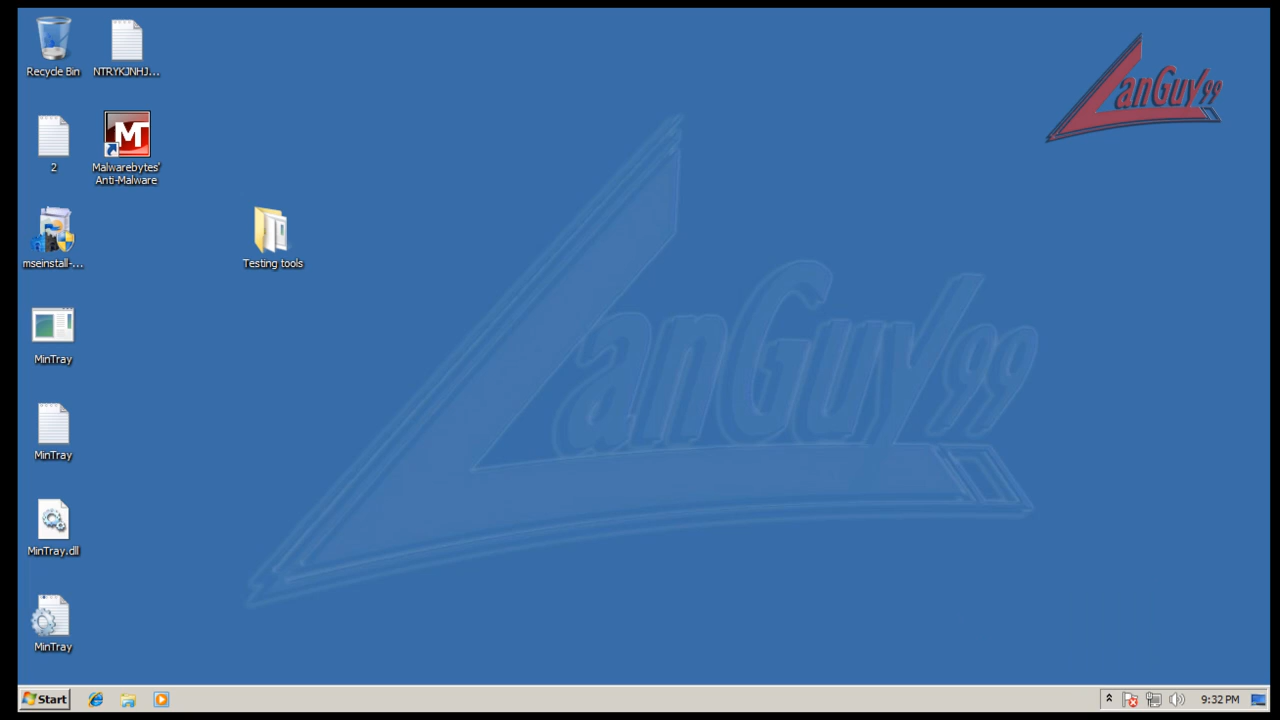 Recycle Bin
NTRYKJNHJ...
2
Malwarebytes'
Anti-Malware
mseinstall-...
Testing tools
MinTray
MinTray
MinTray.dll
MinTray
LanGuy99
LanGuy99
Start
9:32 PM